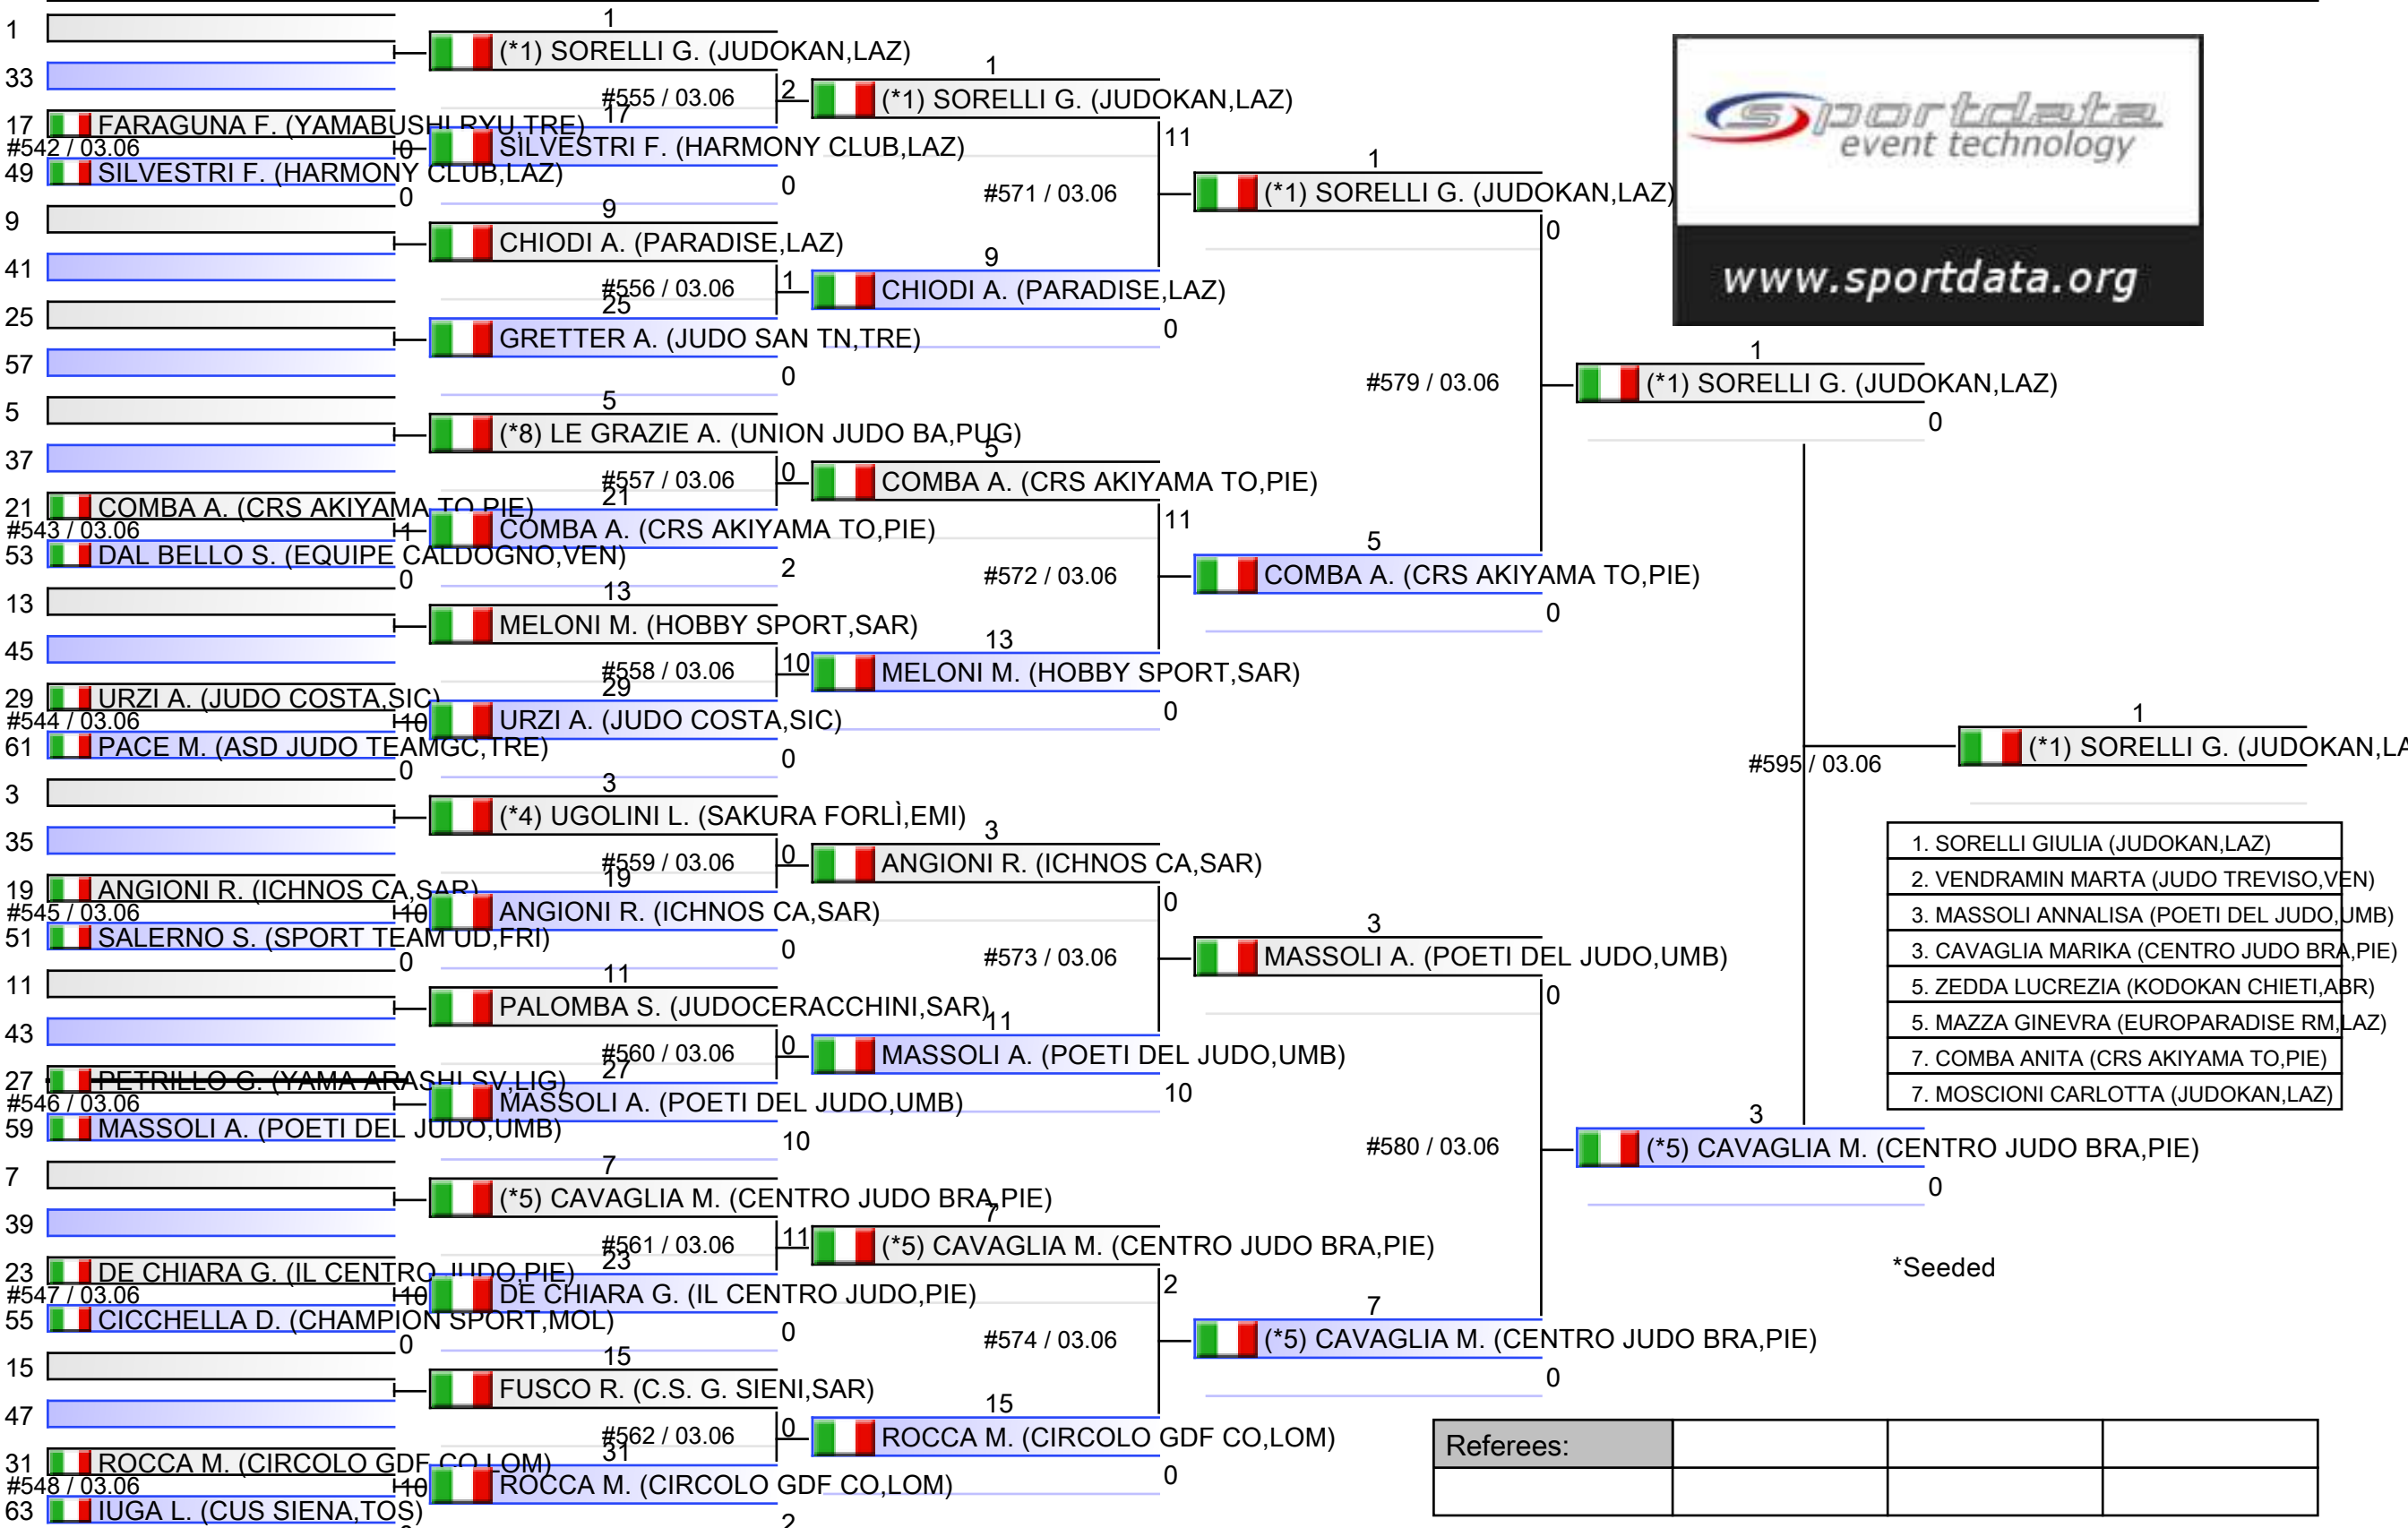 1
33
17 FARAGUNA F. (YAMABUSHI RYU,TRE)
#542 / 03.06 0
49 SILVESTRI F. (HARMONY CLUB,LAZ)
0
9
41
25
57
5
37
21 COMBA A. (CRS AKIYAMA TO,PIE)
#543 / 03.06 1
53 DAL BELLO S. (EQUIPE CALDOGNO,VEN)
0
13
45
29 URZI A. (JUDO COSTA,SIC)
#544 / 03.06 10
61 PACE M. (ASD JUDO TEAMGC,TRE)
0
3
35
19 ANGIONI R. (ICHNOS CA,SAR)
#545 / 03.06 10
51 SALERNO S. (SPORT TEAM UD,FRI)
0
11
43
27 PETRILLO G. (YAMA ARASHI SV,LIG)
#546 / 03.06
59 MASSOLI A. (POETI DEL JUDO,UMB)
7
39
23 DE CHIARA G. (IL CENTRO JUDO,PIE)
#547 / 03.06 10
55 CICCHELLA D. (CHAMPION SPORT,MOL)
0
15
47
31 ROCCA M. (CIRCOLO GDF CO,LOM)
#548 / 03.06 10
63 IUGA L. (CUS SIENA,TOS)
1
(*1) SORELLI G. (JUDOKAN,LAZ)
#555 / 03.06 2
17
SILVESTRI F. (HARMONY CLUB,LAZ)
0
9
CHIODI A. (PARADISE,LAZ)
#556 / 03.06 1
25
GRETTER A. (JUDO SAN TN,TRE)
0
5
(*8) LE GRAZIE A. (UNION JUDO BA,PUG)
#557 / 03.06 0
21
COMBA A. (CRS AKIYAMA TO,PIE)
2
13
MELONI M. (HOBBY SPORT,SAR)
#558 / 03.06 10
29
URZI A. (JUDO COSTA,SIC)
0
3
(*4) UGOLINI L. (SAKURA FORLÌ,EMI)
#559 / 03.06 0
19
ANGIONI R. (ICHNOS CA,SAR)
0
11
PALOMBA S. (JUDOCERACCHINI,SAR)
#560 / 03.06 0
27
MASSOLI A. (POETI DEL JUDO,UMB)
10
7
(*5) CAVAGLIA M. (CENTRO JUDO BRA,PIE)
#561 / 03.06 11
23
DE CHIARA G. (IL CENTRO JUDO,PIE)
0
15
FUSCO R. (C.S. G. SIENI,SAR)
#562 / 03.06 0
31
ROCCA M. (CIRCOLO GDF CO,LOM)
2
1
(*1) SORELLI G. (JUDOKAN,LAZ)
11
#571 / 03.06
9
CHIODI A. (PARADISE,LAZ)
0
5
COMBA A. (CRS AKIYAMA TO,PIE)
11
#572 / 03.06
13
MELONI M. (HOBBY SPORT,SAR)
0
3
ANGIONI R. (ICHNOS CA,SAR)
0
#573 / 03.06
11
MASSOLI A. (POETI DEL JUDO,UMB)
10
7
(*5) CAVAGLIA M. (CENTRO JUDO BRA,PIE)
2
#574 / 03.06
15
ROCCA M. (CIRCOLO GDF CO,LOM)
0
1
(*1) SORELLI G. (JUDOKAN,LAZ)
0
#579 / 03.06
5
COMBA A. (CRS AKIYAMA TO,PIE)
0
3
MASSOLI A. (POETI DEL JUDO,UMB)
0
#580 / 03.06
7
(*5) CAVAGLIA M. (CENTRO JUDO BRA,PIE)
0
sportdata
event technology
www.sportdata.org
1
(*1) SORELLI G. (JUDOKAN,LAZ)
0
#595 / 03.06
3
(*5) CAVAGLIA M. (CENTRO JUDO BRA,PIE)
0
1
(*1) SORELLI G. (JUDOKAN,LA
1. SORELLI GIULIA (JUDOKAN,LAZ)
2. VENDRAMIN MARTA (JUDO TREVISO,VEN)
3. MASSOLI ANNALISA (POETI DEL JUDO,UMB)
3. CAVAGLIA MARIKA (CENTRO JUDO BRA,PIE)
5. ZEDDA LUCREZIA (KODOKAN CHIETI,ABR)
5. MAZZA GINEVRA (EUROPARADISE RM,LAZ)
7. COMBA ANITA (CRS AKIYAMA TO,PIE)
7. MOSCIONI CARLOTTA (JUDOKAN,LAZ)
*Seeded
Referees: